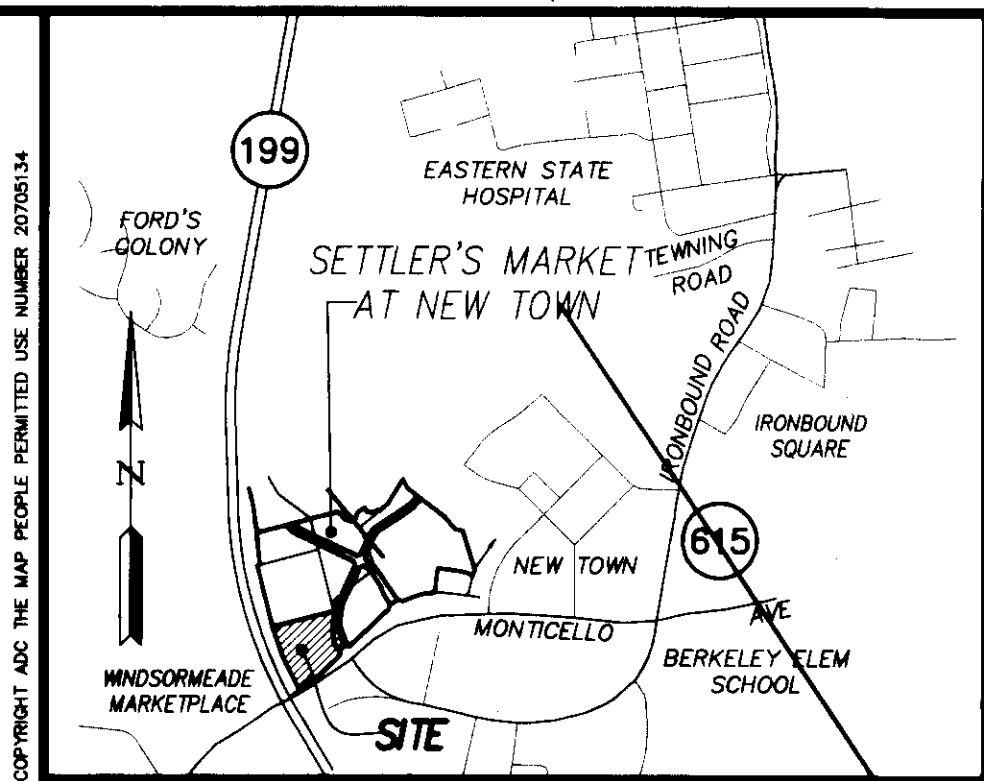 COPYRIGHT ADC THE MAP PEOPLE PERMITTED USE NUMBER 20705134
199
EASTERN STATE
HOSPITAL
FORD'S
COLONY
SETTLER'S MARKET
AT NEW TOWN
TEWNING
ROAD
IRONBOUND ROAD
IRONBOUND
SQUARE
N
615
NEW TOWN
MONTICELLO AVE
BERKELEY ELEM
SCHOOL
WINDSORMEADE
MARKETPLACE
SITE